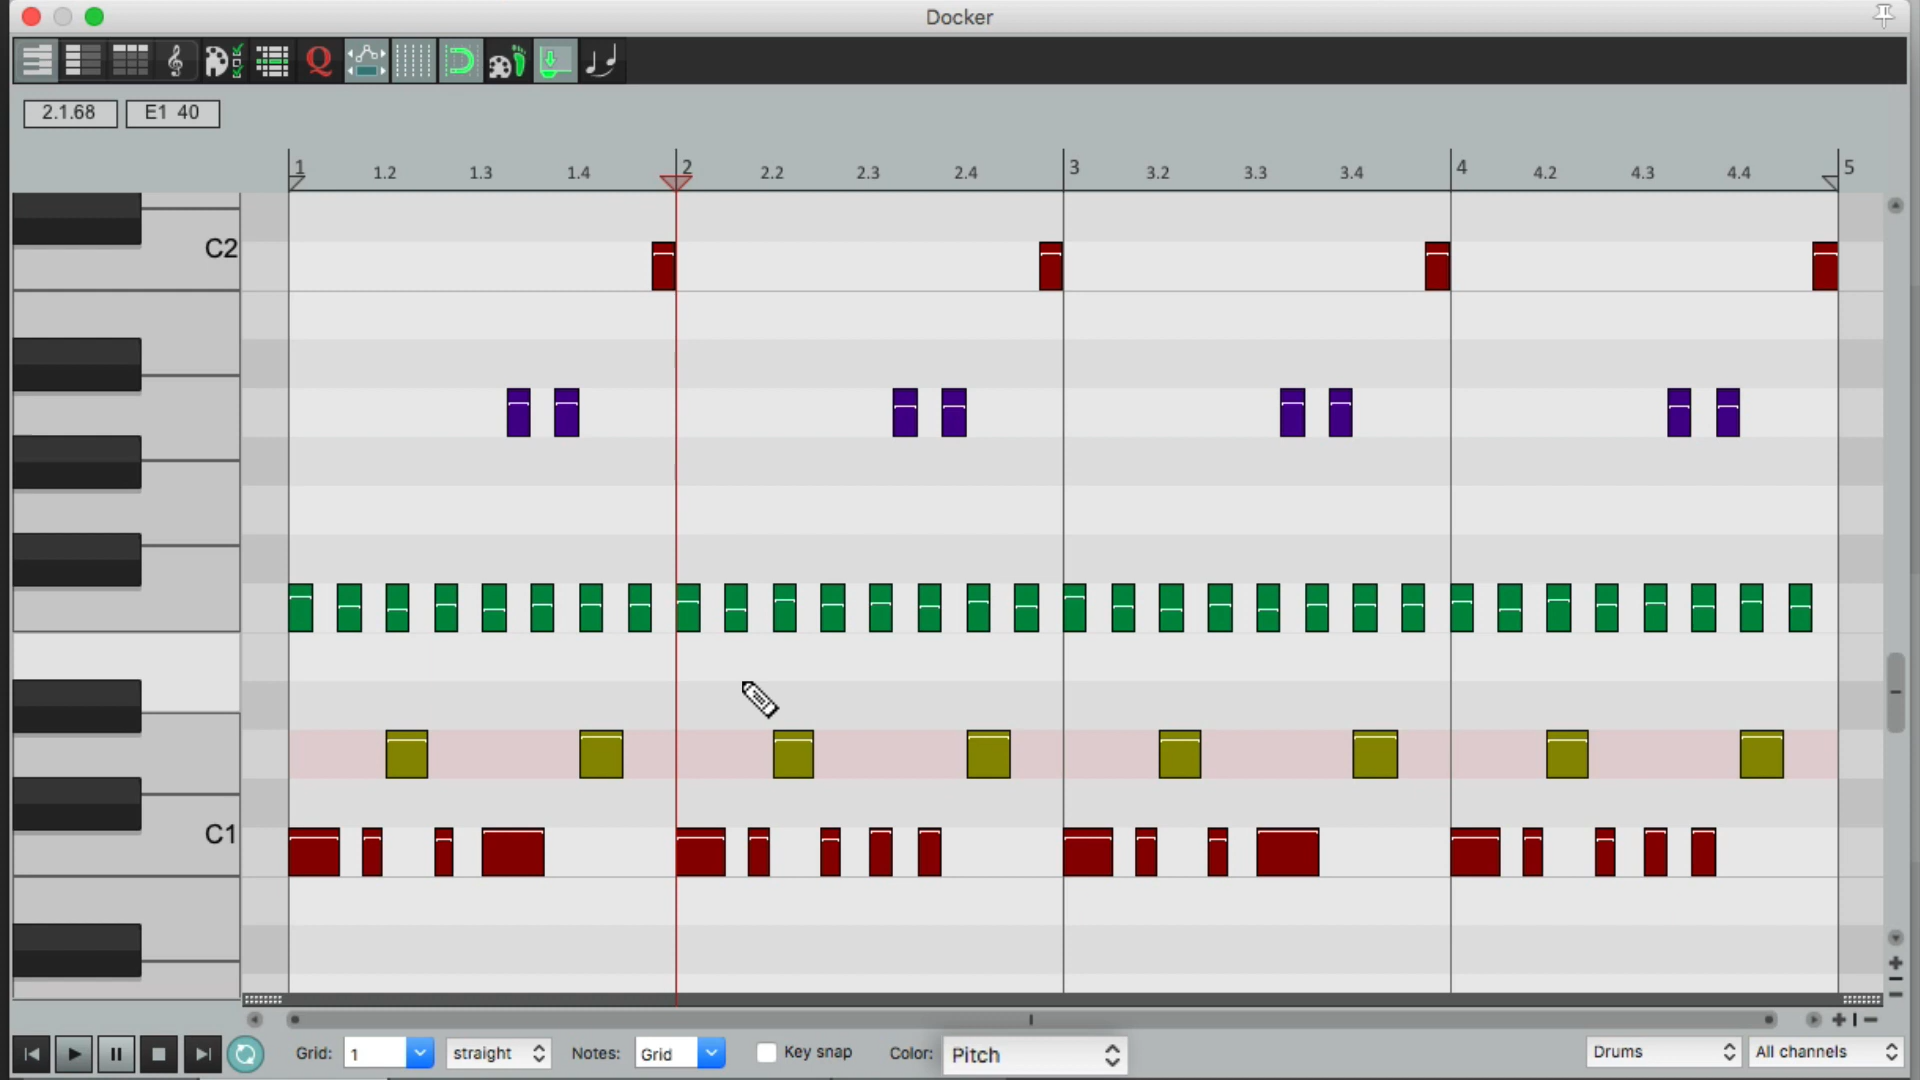 Docker
Q
2.1.68 E1 40
1 1.2 1.3 1.4 2 2.2 2.3 2.4 3 3.2 3.3 3.4 4 4.2 4.3 4.4 5
C2
C1
Grid: 1 straight Notes: Grid Key snap Color: Pitch Drums All channels